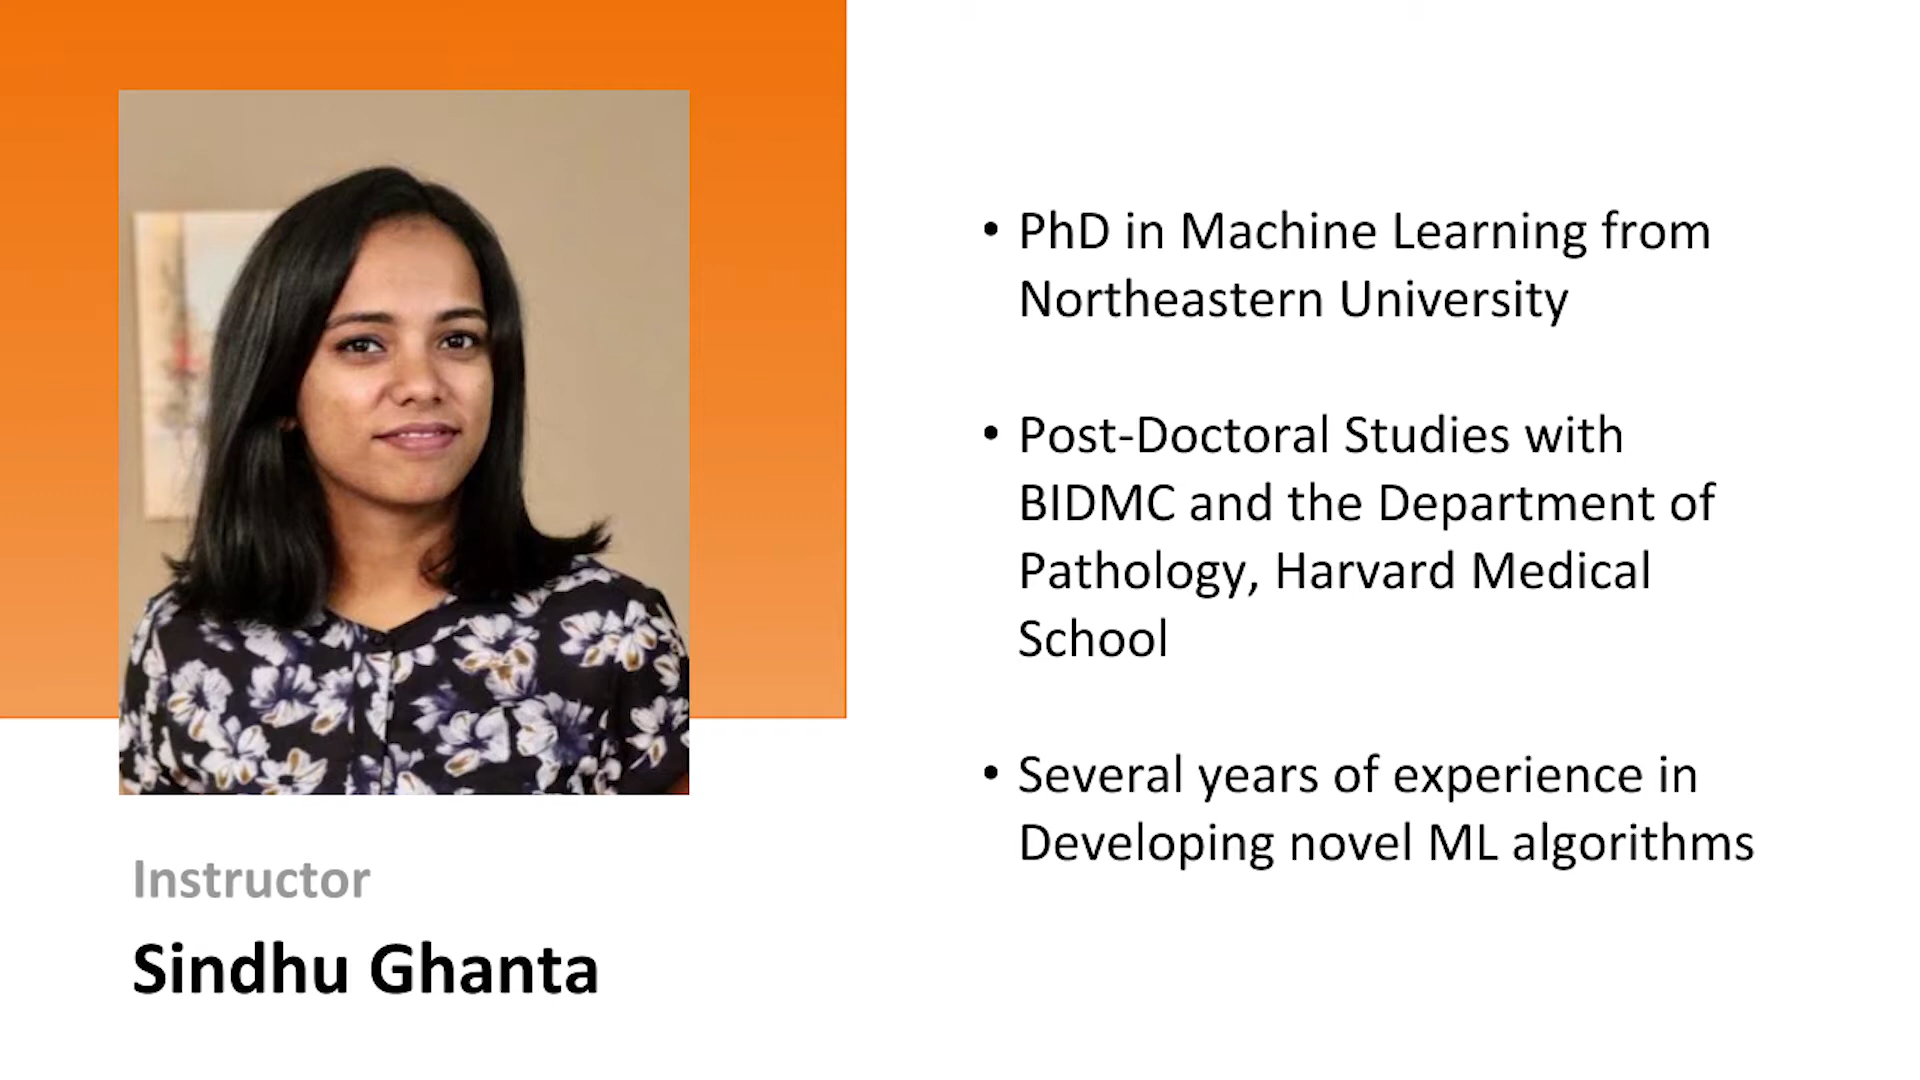 • PhD in Machine Learning from
Northeastern University
• Post-Doctoral Studies with
BIDMC and the Department of
Pathology, Harvard Medical
School
• Several years of experience in
Developing novel ML algorithms
Instructor
Sindhu Ghanta